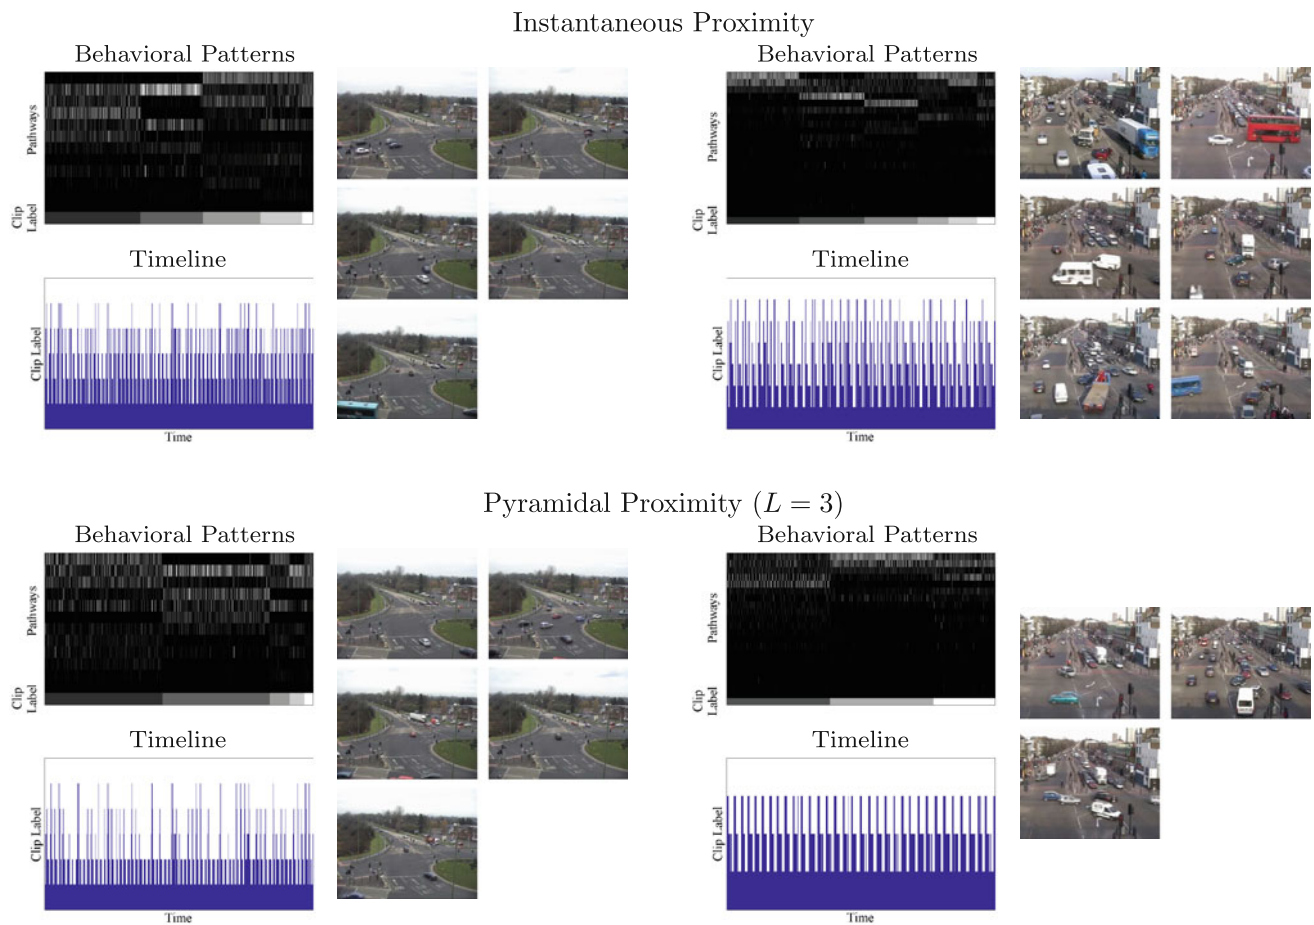 Instantaneous Proximity
Behavioral Patterns
Pathways
Clip
Label
Timeline
Clip Label
Time
Behavioral Patterns
Pathways
Clip
Label
Timeline
Clip Label
Time
Pyramidal Proximity (L = 3)
Behavioral Patterns
Pathways
Clip
Label
Timeline
Clip Label
Time
Behavioral Patterns
Pathways
Clip
Label
Timeline
Clip Label
Time